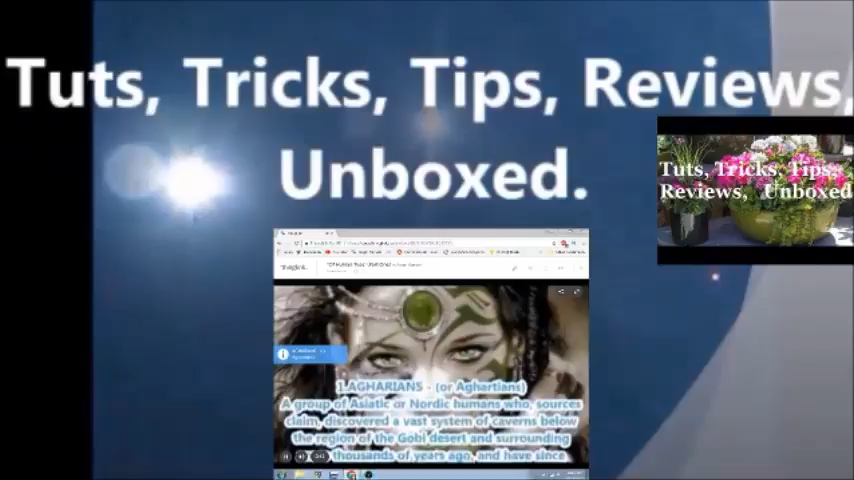 Tuts, Tricks, Tips, Reviews,
Unboxed.
Tuts, Tricks, Tips,
Reviews, Unboxed
1.AGHARIANS - (or Aghartians)
A group of Asiatic or Nordic humans who, sources
claim, discovered a vast system of caverns below
the region of the Gobi desert and surrounding
thousands of years ago, and have since